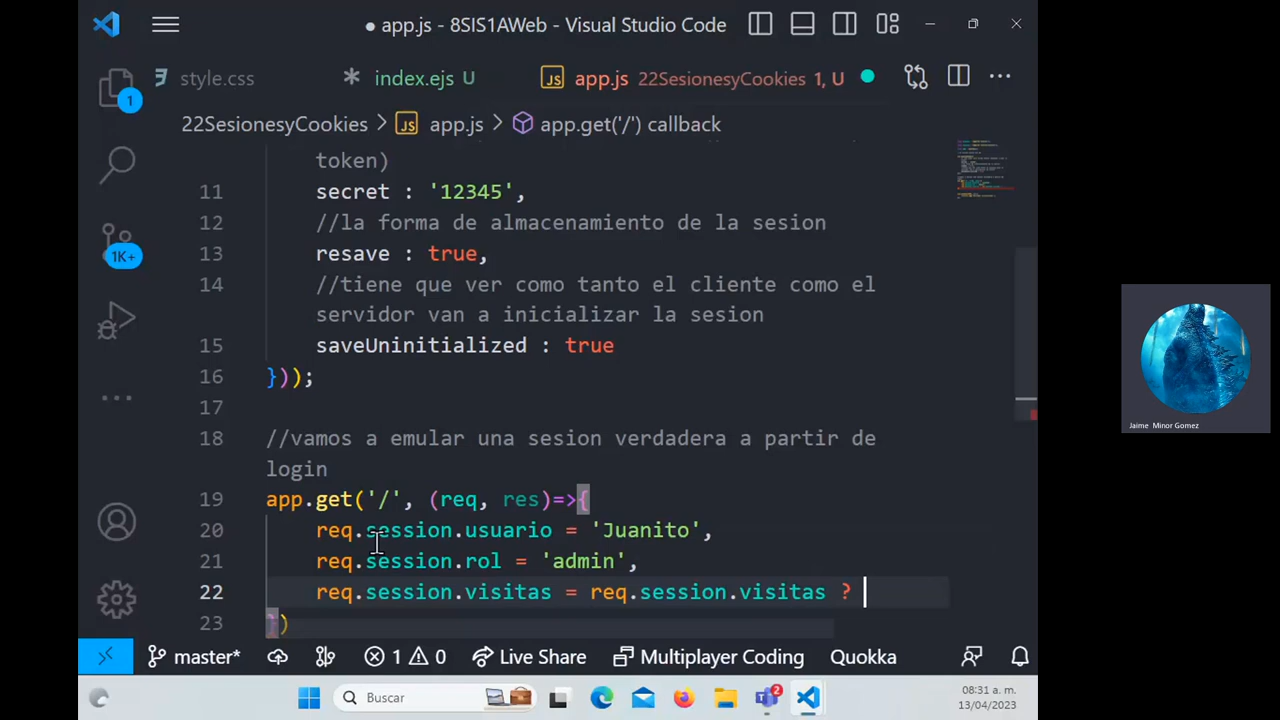 ● app.js - 8SIS1AWeb - Visual Studio Code
style.css
index.ejs U
JS app.js 22SesionesyCookies 1, U
22SesionesyCookies > JS app.js > app.get('/') callback
token)
11 secret : '12345',
12 //la forma de almacenamiento de la sesion
13 resave : true,
14 //tiene que ver como tanto el cliente como el
servidor van a inicializar la sesion
15 saveUninitialized : true
16 }));
17
18 //vamos a emular una sesion verdadera a partir de
login
19 app.get('/', (req, res)=>{
20 req.session.usuario = 'Juanito',
21 req.session.rol = 'admin',
22 req.session.visitas = req.session.visitas ?
23 })
1
1K+
master*
1 0
Live Share
Multiplayer Coding
Quokka
Buscar
2
08:31 a. m.
13/04/2023
Jaime Minor Gomez